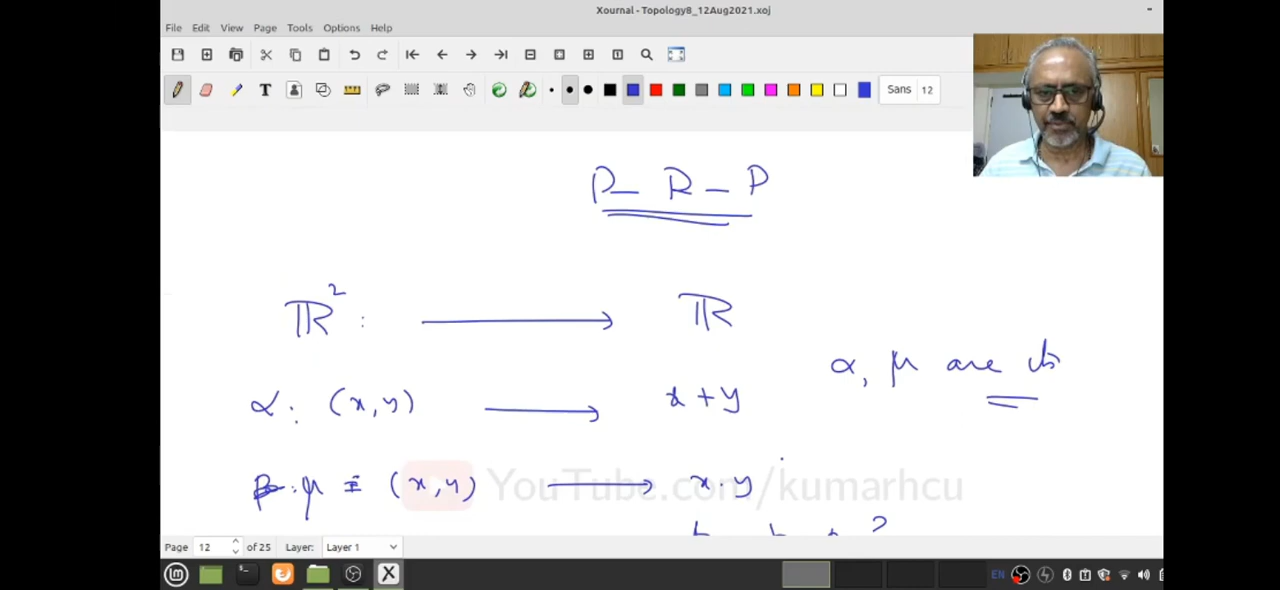 Xournal - Topology8_12Aug2021.xoj
File Edit View Page Tools Options Help
Sans 12
P - R - P
ℝ² : ⟶ ℝ
α : (x, y) ⟶ x + y
α, μ are cts
μ (x, y) ⟶ x · y
YouTube.com/kumarhcu
Page 12 of 25 Layer: Layer 1
EN